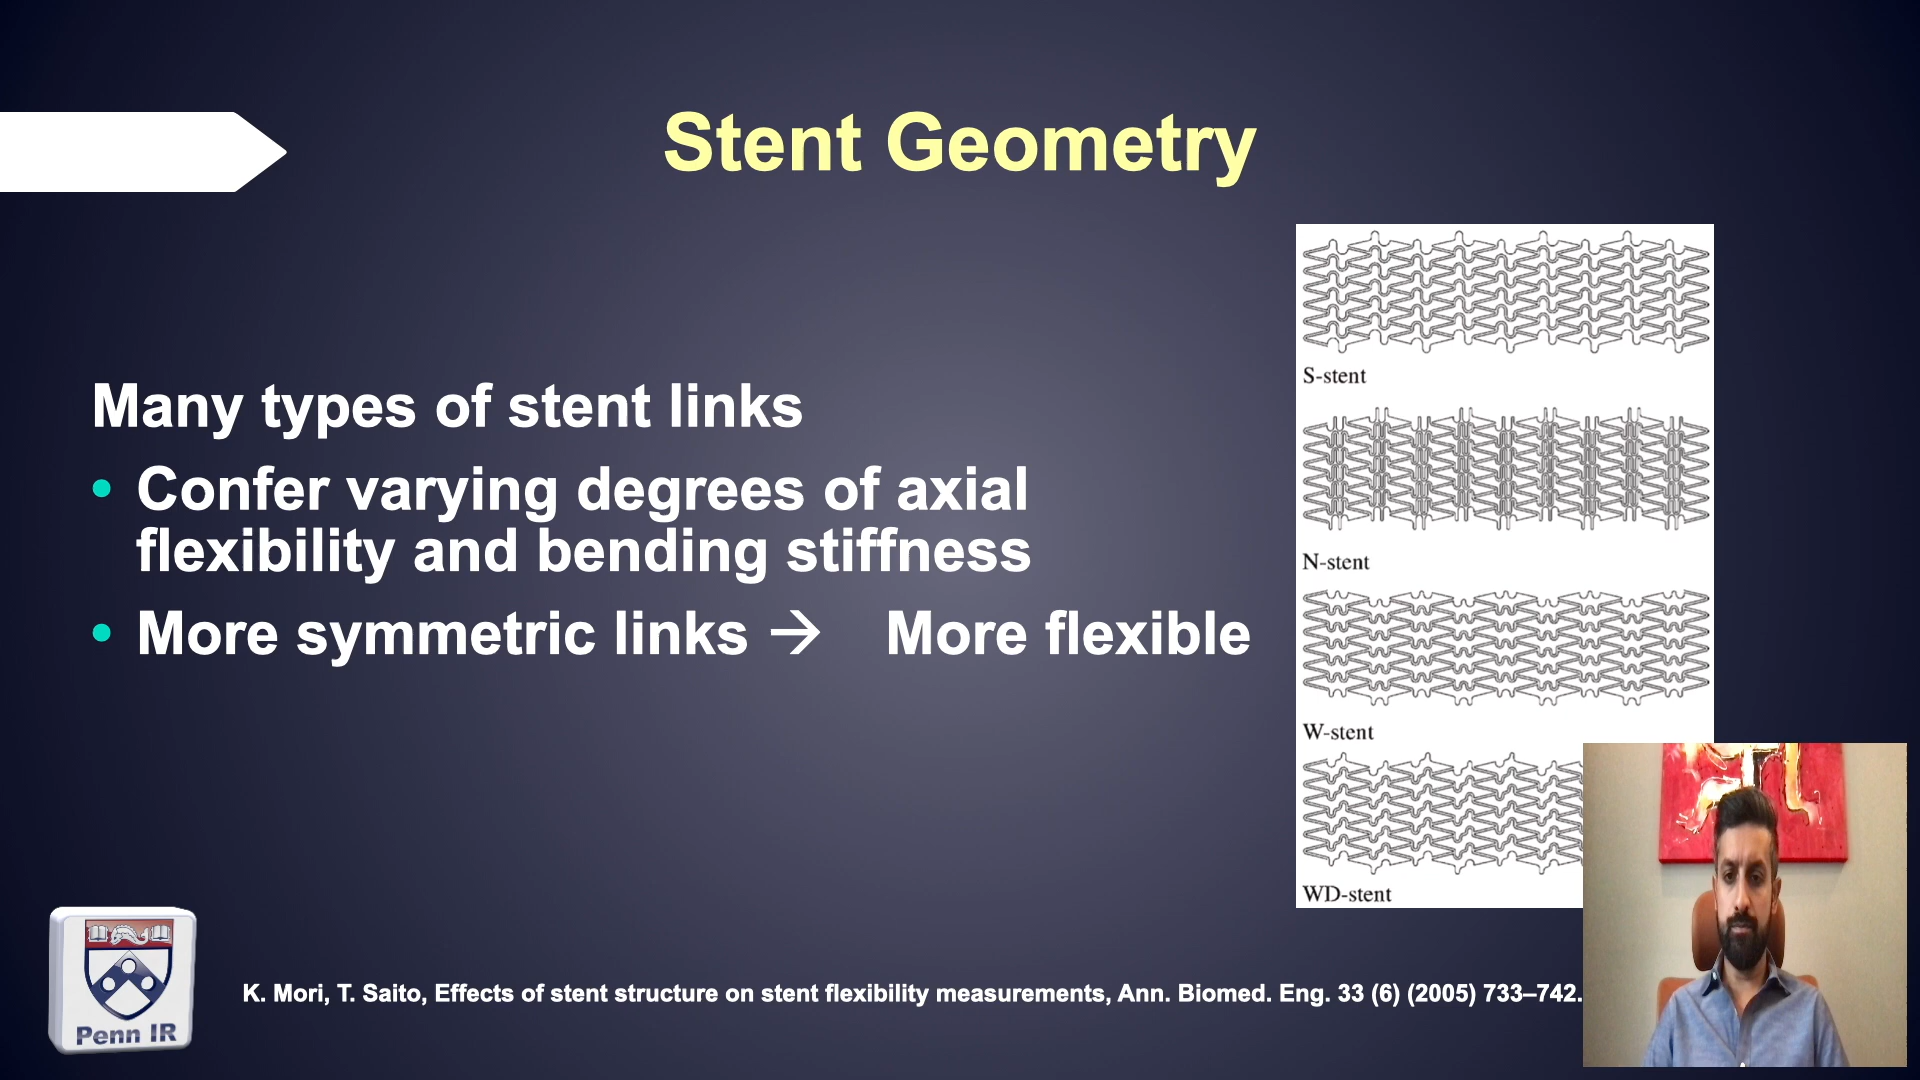 Stent Geometry
Many types of stent links
• Confer varying degrees of axial
flexibility and bending stiffness
• More symmetric links → More flexible
S-stent
N-stent
W-stent
WD-stent
K. Mori, T. Saito, Effects of stent structure on stent flexibility measurements, Ann. Biomed. Eng. 33 (6) (2005) 733–742.
Penn IR